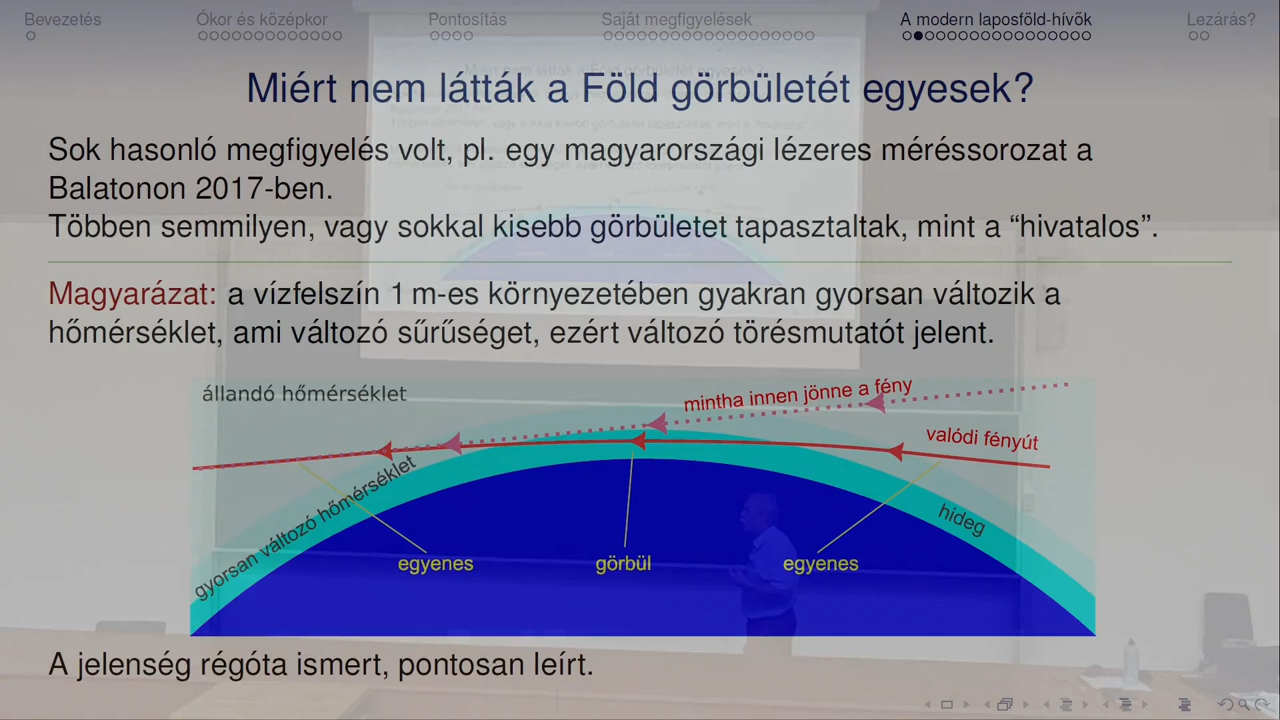 Bevezetés
Ókor és középkor
Pontosítás
Saját megfigyelések
A modern laposföld-hívők
Lezárás?
Miért nem látták a Föld görbületét egyesek?
Sok hasonló megfigyelés volt, pl. egy magyarországi lézeres méréssorozat a
Balatonon 2017-ben.
Többen semmilyen, vagy sokkal kisebb görbületet tapasztaltak, mint a “hivatalos”.
Magyarázat: a vízfelszín 1 m-es környezetében gyakran gyorsan változik a
hőmérséklet, ami változó sűrűséget, ezért változó törésmutatót jelent.
állandó hőmérséklet
mintha innen jönne a fény
valódi fényút
gyorsan változó hőmérséklet
hideg
egyenes
görbül
egyenes
A jelenség régóta ismert, pontosan leírt.